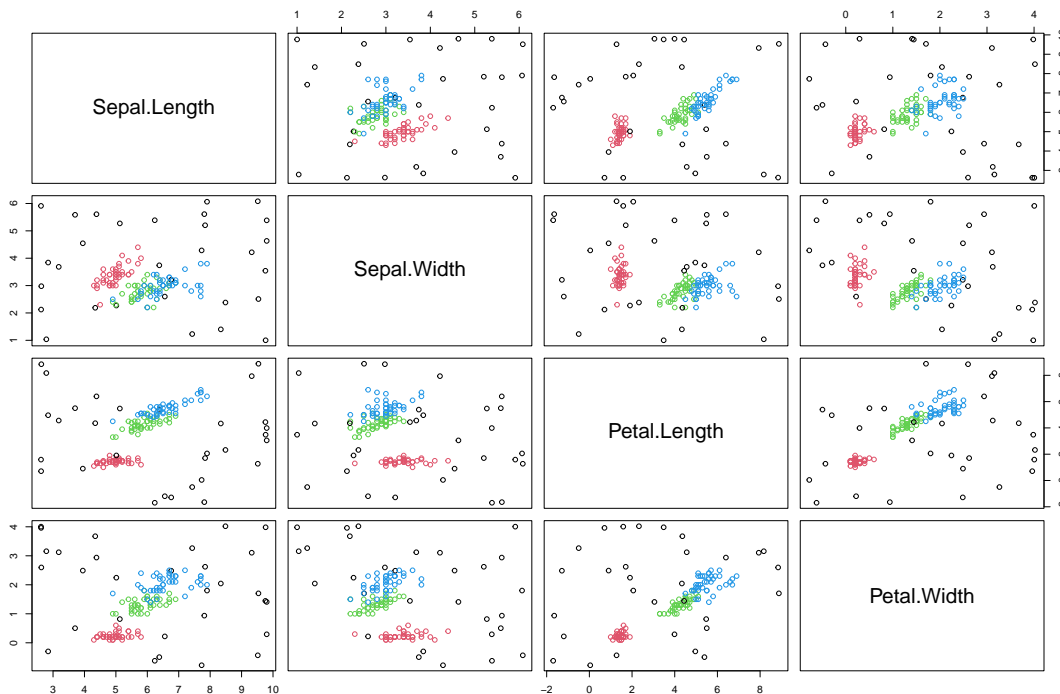 1 2 3 4 5 6
0 1 2 3 4
Sepal.Length
1 2 3 4 5 6
Sepal.Width
Petal.Length
0 1 2 3 4
Petal.Width
3 4 5 6 7 8 9 10
−2 0 2 4 6 8